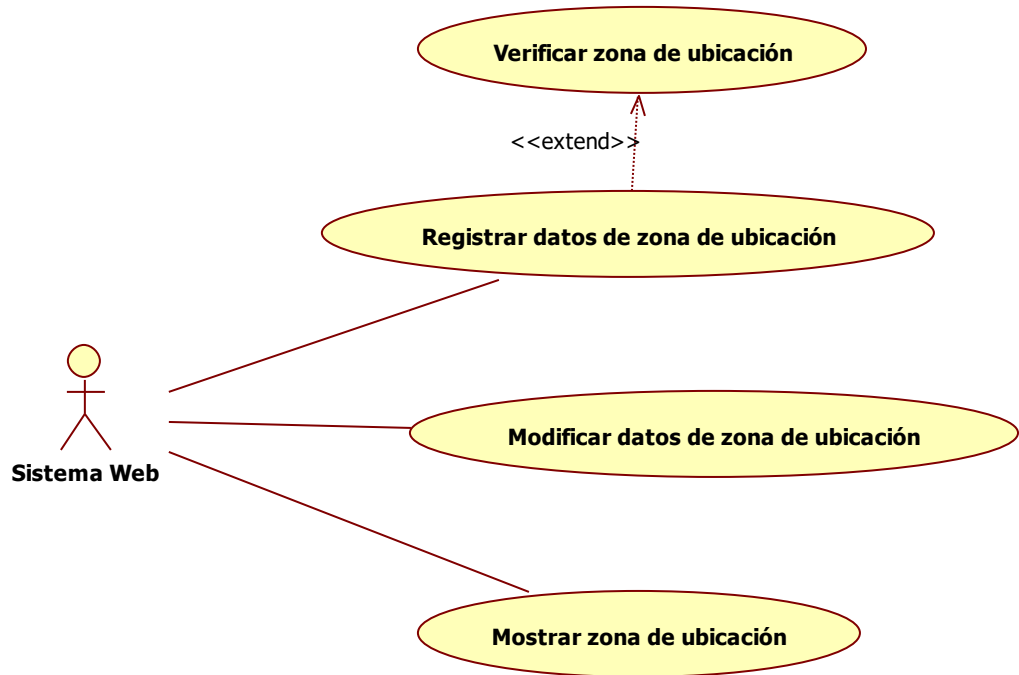 Verificar zona de ubicación
<<extend>>
Registrar datos de zona de ubicación
Modificar datos de zona de ubicación
Sistema Web
Mostrar zona de ubicación